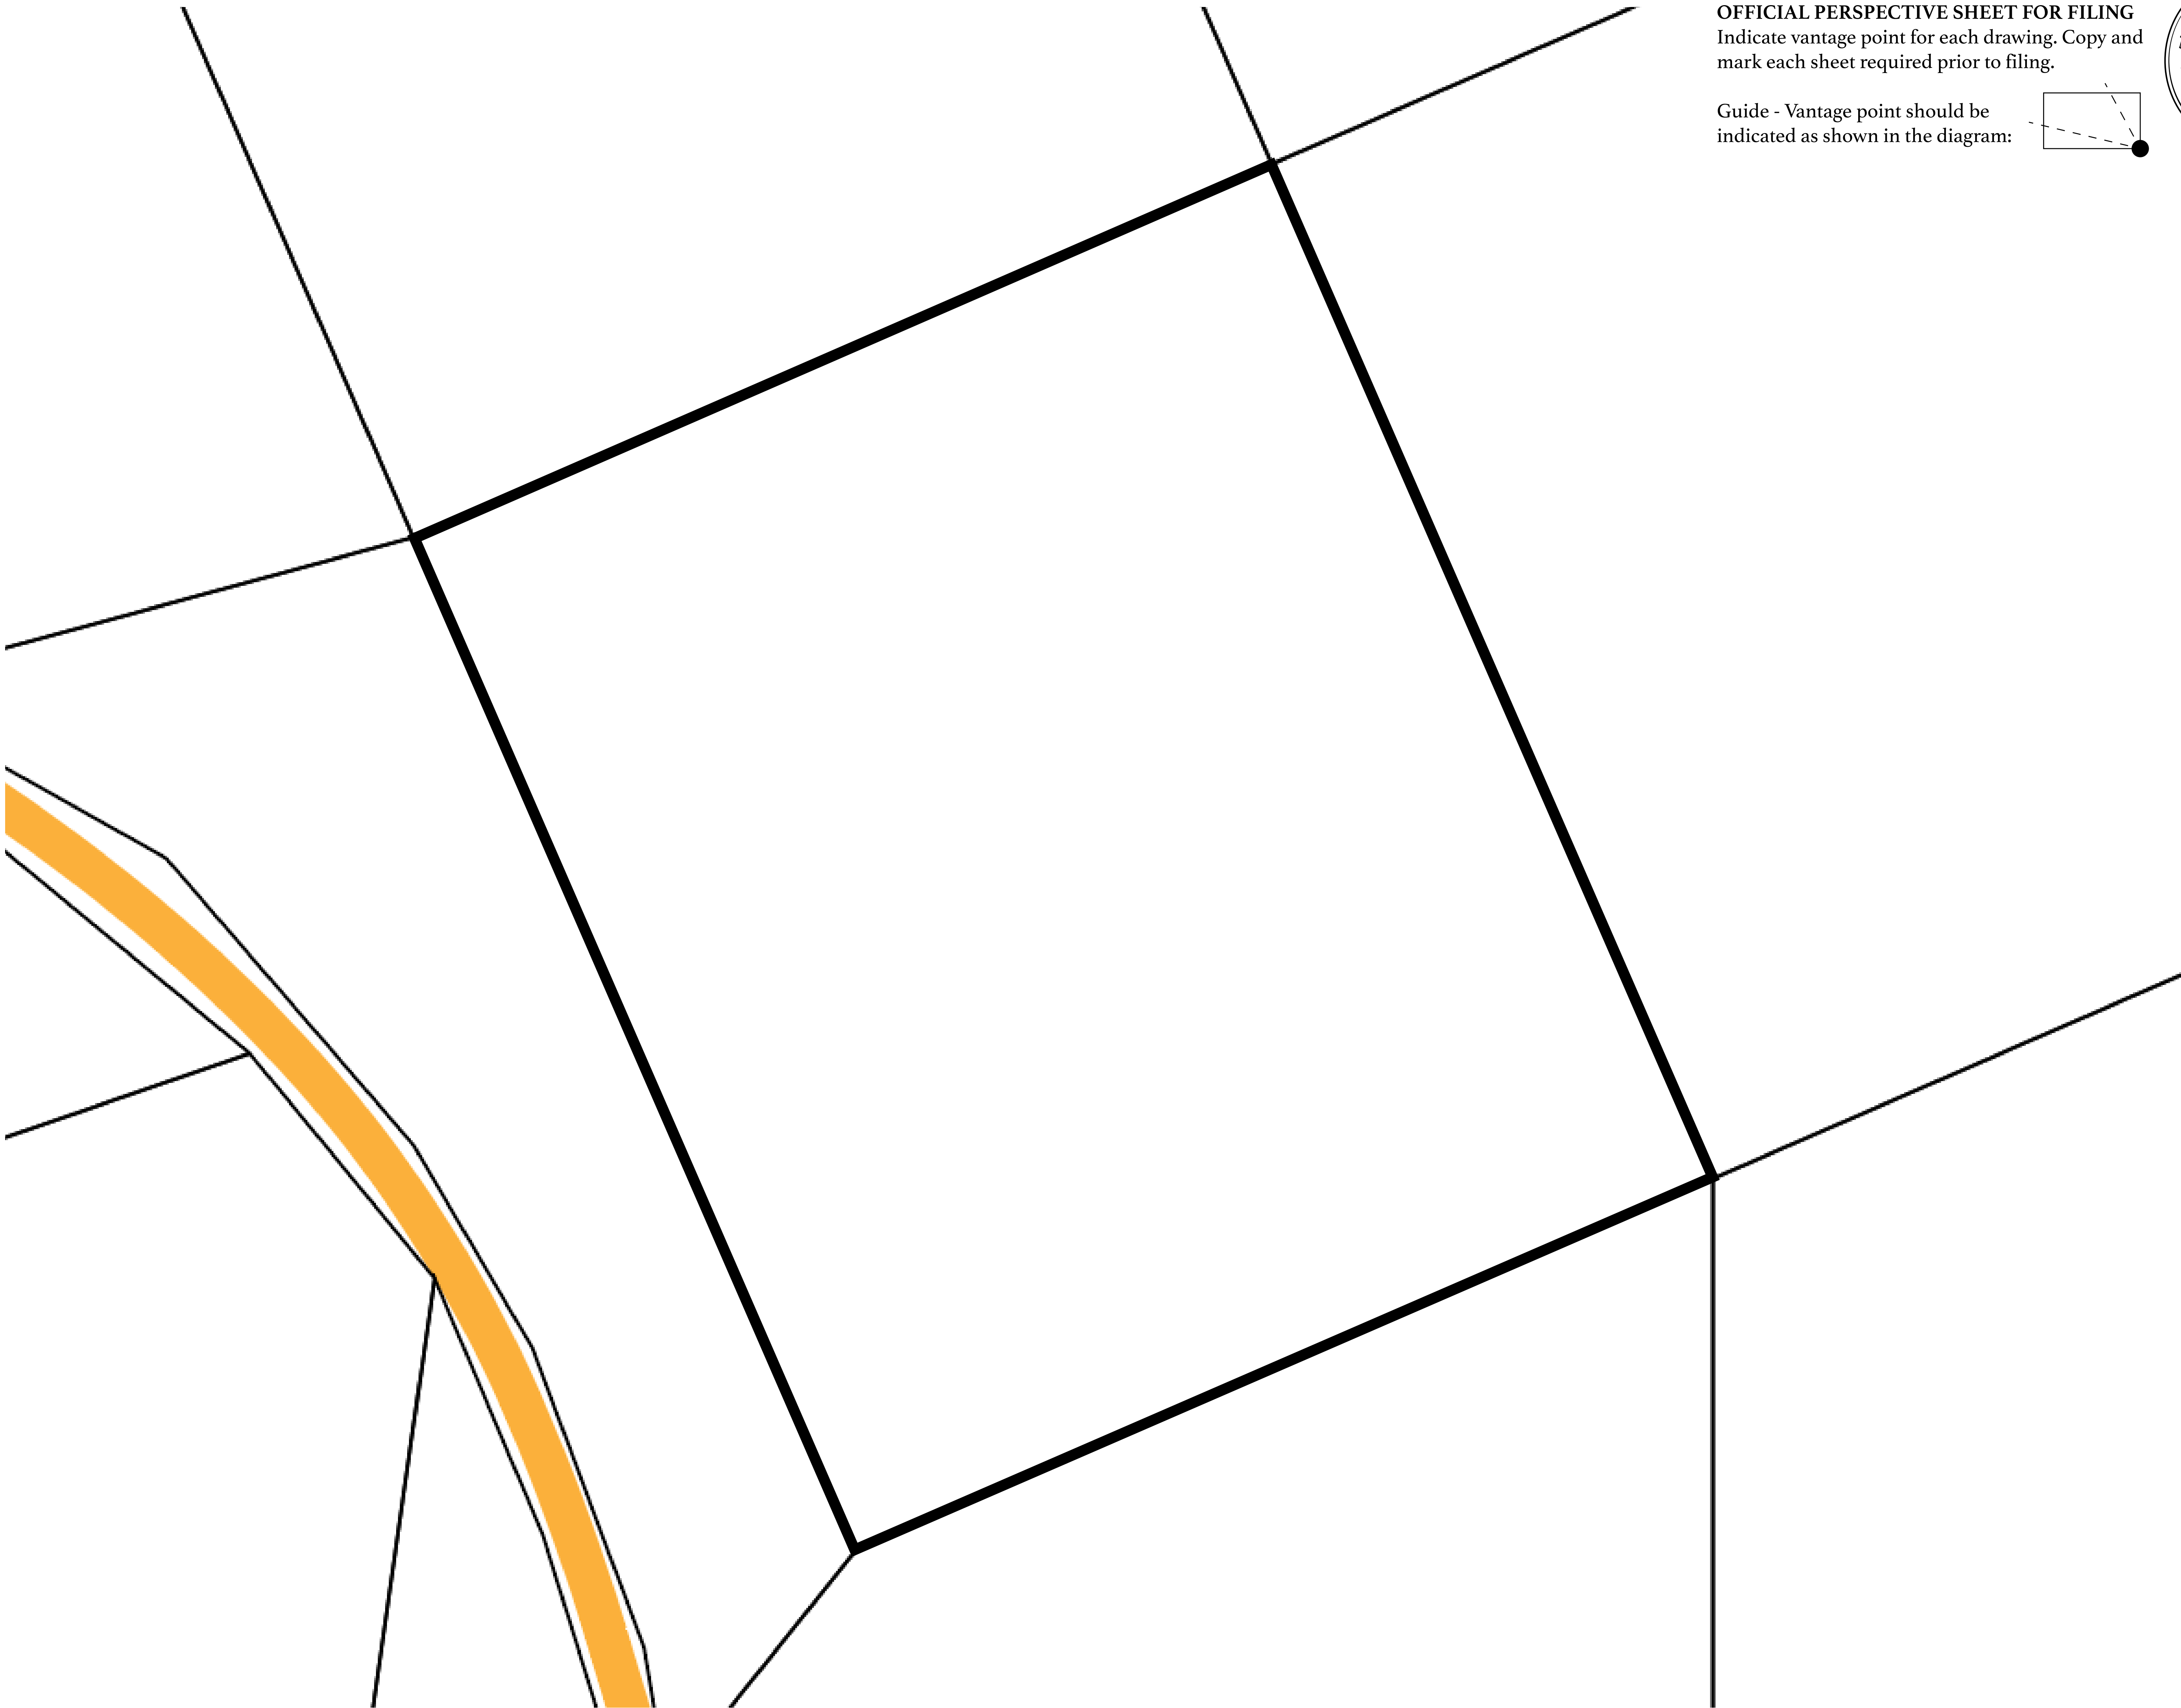 OFFICIAL PERSPECTIVE SHEET FOR FILING
Indicate vantage point for each drawing. Copy and
mark each sheet required prior to filing.
Guide - Vantage point should be
indicated as shown in the diagram: